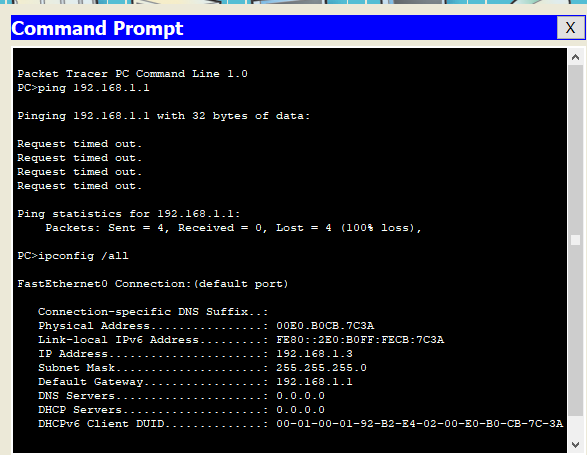 Command Prompt
X
Packet Tracer PC Command Line 1.0
PC>ping 192.168.1.1
Pinging 192.168.1.1 with 32 bytes of data:
Request timed out.
Request timed out.
Request timed out.
Request timed out.
Ping statistics for 192.168.1.1:
    Packets: Sent = 4, Received = 0, Lost = 4 (100% loss),
PC>ipconfig /all
FastEthernet0 Connection:(default port)
   Connection-specific DNS Suffix..:
   Physical Address................: 00E0.B0CB.7C3A
   Link-local IPv6 Address.........: FE80::2E0:B0FF:FECB:7C3A
   IP Address......................: 192.168.1.3
   Subnet Mask.....................: 255.255.255.0
   Default Gateway.................: 192.168.1.1
   DNS Servers.....................: 0.0.0.0
   DHCP Servers....................: 0.0.0.0
   DHCPv6 Client DUID..............: 00-01-00-01-92-B2-E4-02-00-E0-B0-CB-7C-3A